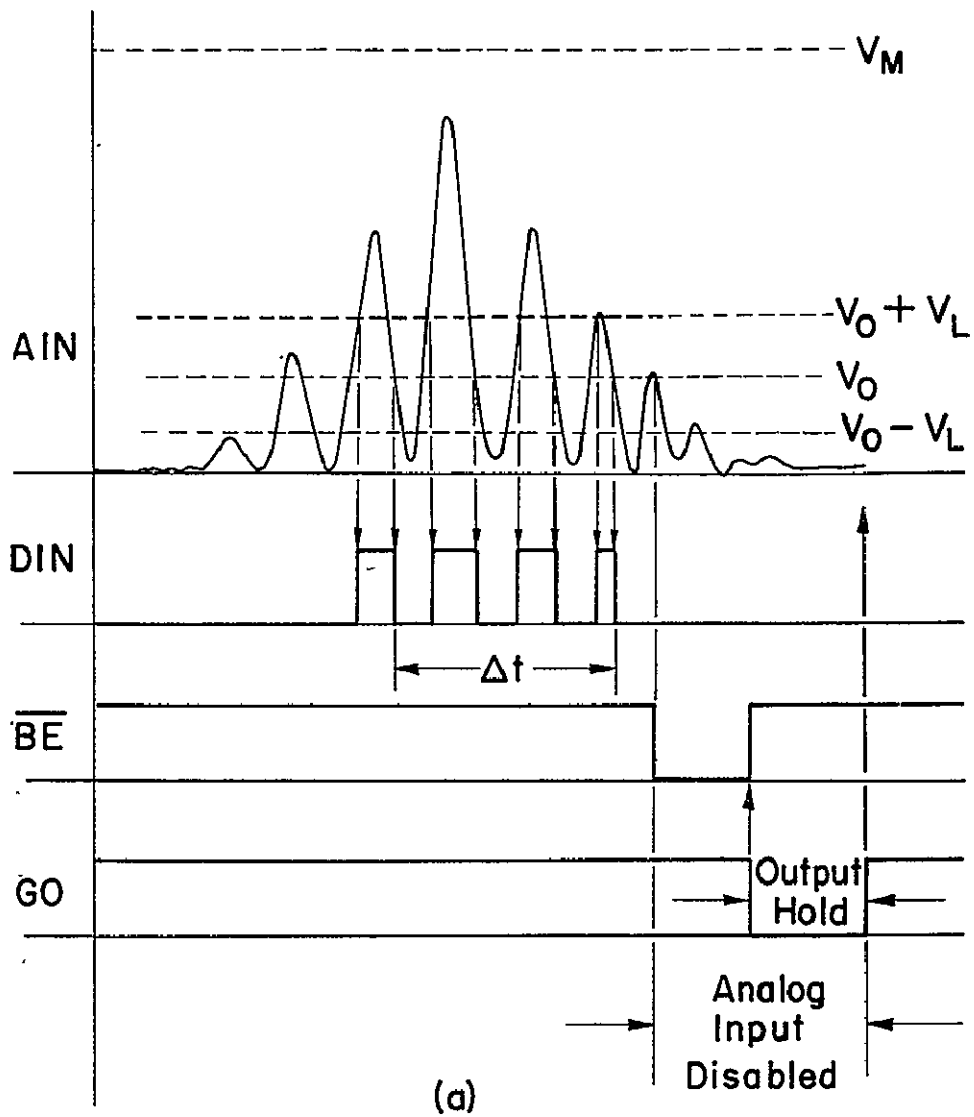 V_M
AIN
V_O + V_L
V_O
V_O - V_L
DIN
Δt
BE
GO
Output
Hold
Analog
Input
Disabled
(a)